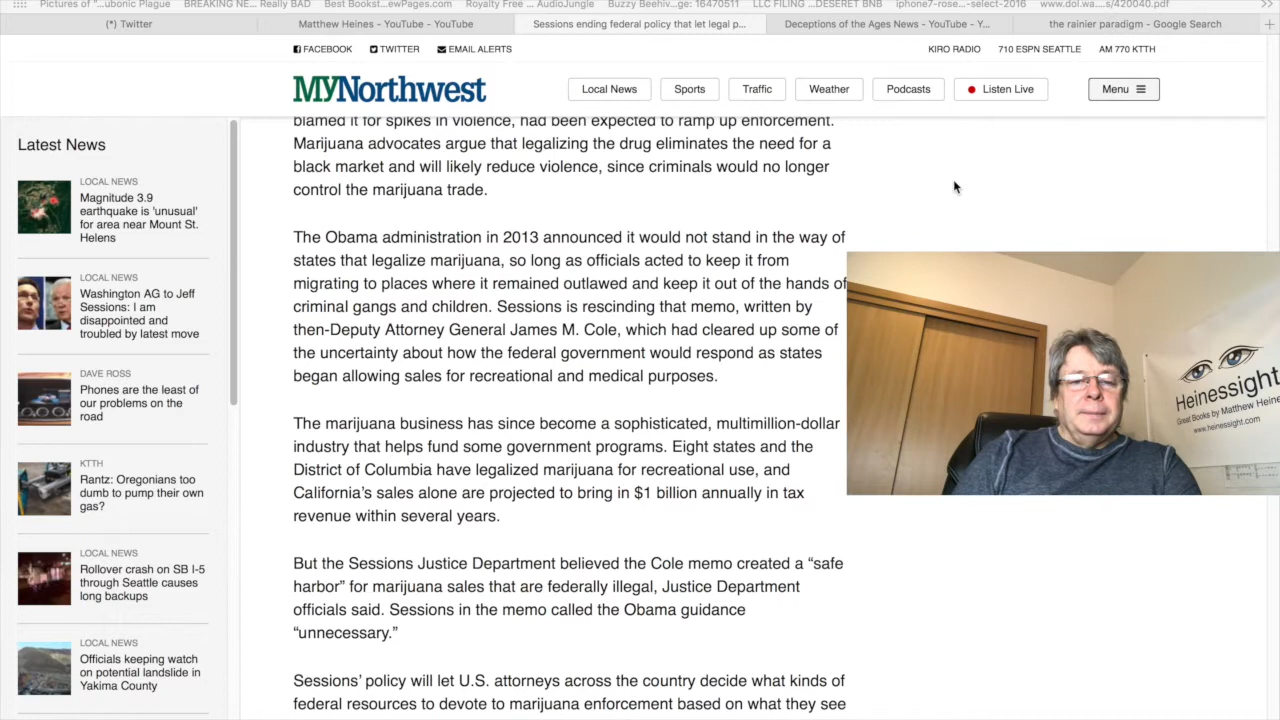 Pictures of "...ubonic Plague
BREAKING NE... Really BAD
Best Bookst...ewPages.com
Royalty Free ... AudioJungle
Buzzy Beehiv...ge: 16470511
LLC FILING ...DESERET BNB
iphone7-rose...-select-2016
www.dol.wa....s/420040.pdf
(*) Twitter
Matthew Heines - YouTube - YouTube
Sessions ending federal policy that let legal p...
Deceptions of the Ages News - YouTube - Y...
the rainier paradigm - Google Search
FACEBOOK
TWITTER
EMAIL ALERTS
KIRO RADIO
710 ESPN SEATTLE
AM 770 KTTH
MYNorthwest
Local News
Sports
Traffic
Weather
Podcasts
Listen Live
Menu
Latest News
LOCAL NEWS
Magnitude 3.9
earthquake is 'unusual'
for area near Mount St.
Helens
LOCAL NEWS
Washington AG to Jeff
Sessions: I am
disappointed and
troubled by latest move
DAVE ROSS
Phones are the least of
our problems on the
road
KTTH
Rantz: Oregonians too
dumb to pump their own
gas?
LOCAL NEWS
Rollover crash on SB I-5
through Seattle causes
long backups
LOCAL NEWS
Officials keeping watch
on potential landslide in
Yakima County
blamed it for spikes in violence, had been expected to ramp up enforcement.
Marijuana advocates argue that legalizing the drug eliminates the need for a
black market and will likely reduce violence, since criminals would no longer
control the marijuana trade.
The Obama administration in 2013 announced it would not stand in the way of
states that legalize marijuana, so long as officials acted to keep it from
migrating to places where it remained outlawed and keep it out of the hands of
criminal gangs and children. Sessions is rescinding that memo, written by
then-Deputy Attorney General James M. Cole, which had cleared up some of
the uncertainty about how the federal government would respond as states
began allowing sales for recreational and medical purposes.
The marijuana business has since become a sophisticated, multimillion-dollar
industry that helps fund some government programs. Eight states and the
District of Columbia have legalized marijuana for recreational use, and
California's sales alone are projected to bring in $1 billion annually in tax
revenue within several years.
But the Sessions Justice Department believed the Cole memo created a “safe
harbor” for marijuana sales that are federally illegal, Justice Department
officials said. Sessions in the memo called the Obama guidance
“unnecessary.”
Sessions' policy will let U.S. attorneys across the country decide what kinds of
federal resources to devote to marijuana enforcement based on what they see
Heinessight
Great Books by Matthew Heine
www.heinessight.com